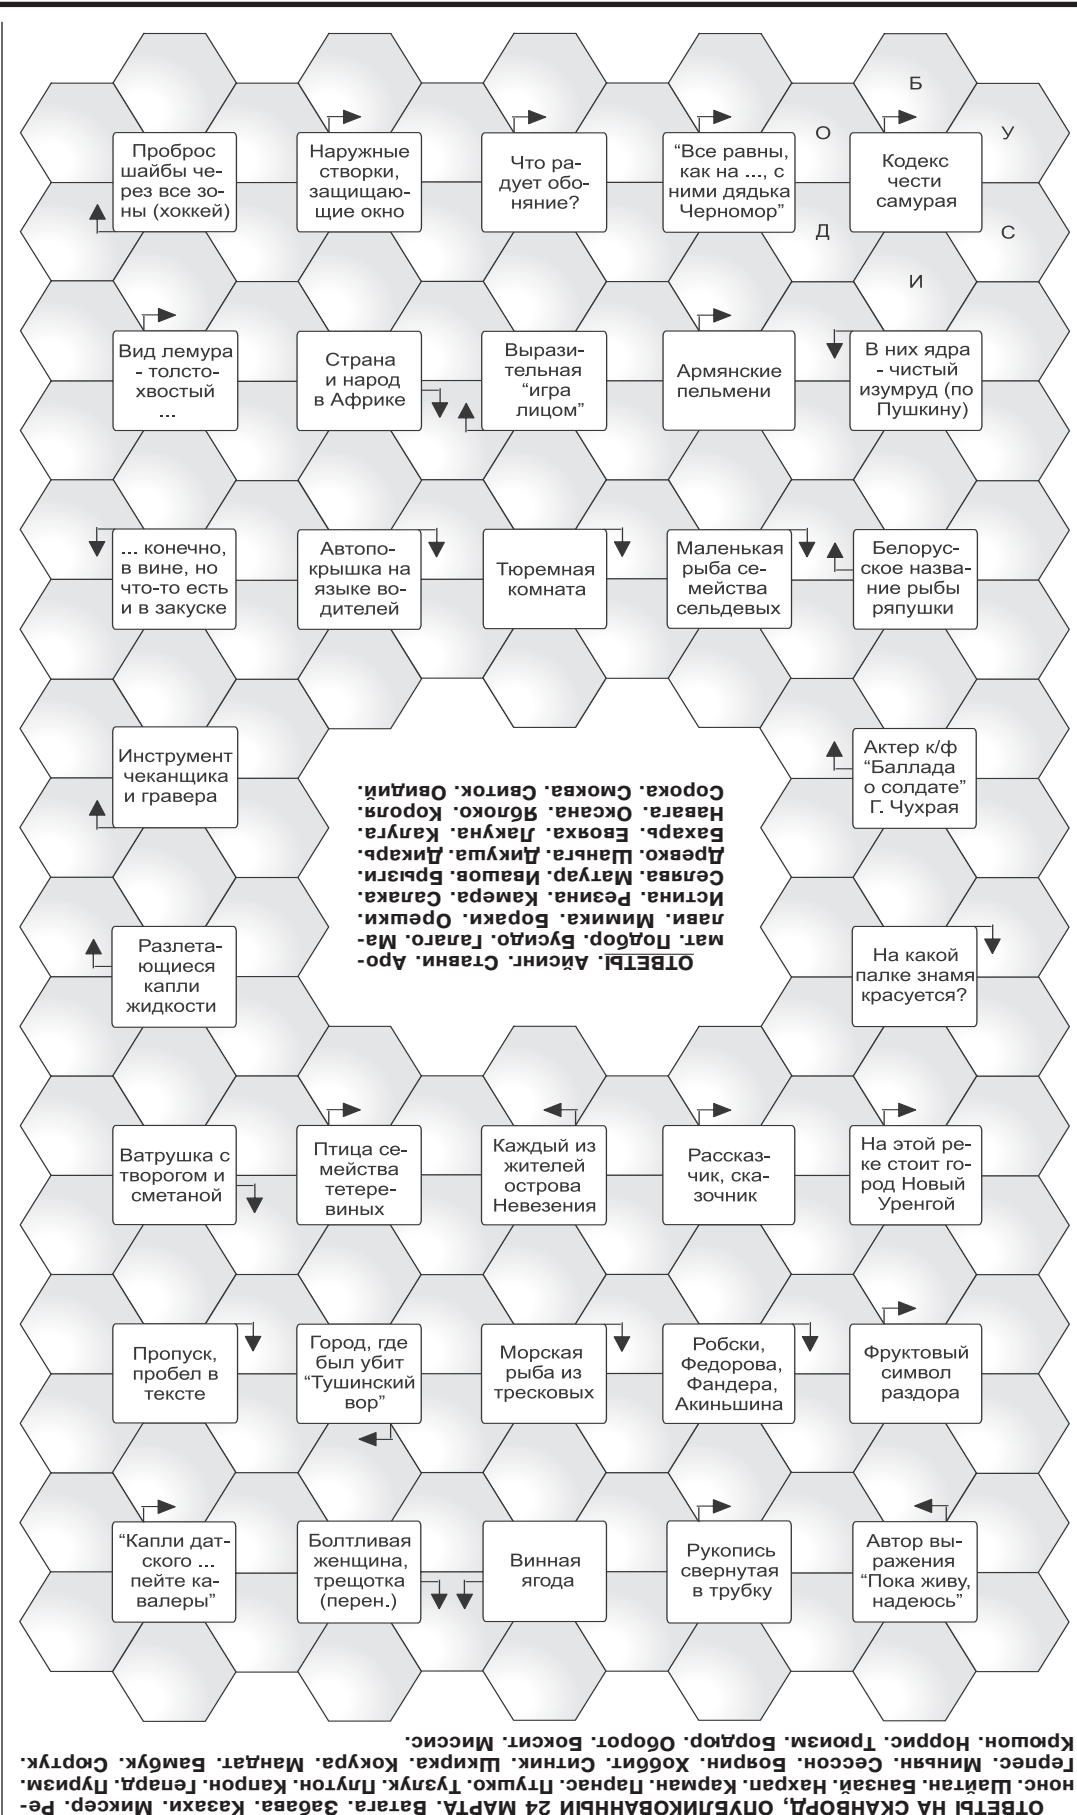 Б
О
У
Проброс
шайбы че-
рез все зо-
ны (хоккей)
Наружные
створки,
защищаю-
щие окно
Что ра-
дует обо-
няние?
“Все равны,
как на ..., с
ними дядька
Черномор”
Кодекс
чести
самурая
Д
С
И
Вид лемура
- толсто-
хвостый
...
Страна
и народ
в Африке
Вырази-
тельная
“игра
лицом”
Армянские
пельмени
В них ядра
- чистый
изумруд (по
Пушкину)
... конечно,
в вине, но
что-то есть
и в закуске
Автопо-
крышка на
языке во-
дителей
Тюремная
комната
Маленькая
рыба се-
мейства
сельдевых
Белорус-
ское назва-
ние рыбы
ряпушки
Инструмент
чеканщика
и гравера
Актер к/ф
“Баллада
о солдате”
Г. Чухрая
Разлета-
ющиеся
капли
жидкости
На какой
палке знамя
красуется?
ОТВЕТЫ. Айсинг. Ставни. Аро-
мат. Подбор. Бусидо. Галаго. Ма-
лави. Мимика. Бораки. Орешки.
Истина. Резина. Камера. Салака.
Селява. Матуар. Ивашов. Брызги.
Древко. Шаньга. Дикуша. Дикарь.
Бахарь. Евояха. Лакуна. Калуга.
Навага. Оксана. Яблоко. Короля.
Сорока. Смоква. Свиток. Овидий.
Ватрушка с
творогом и
сметаной
Птица се-
мейства
тетере-
виных
Каждый из
жителей
острова
Невезения
Рассказ-
чик, ска-
зочник
На этой ре-
ке стоит го-
род Новый
Уренгой
Пропуск,
пробел в
тексте
Город, где
был убит
“Тушинский
вор”
Морская
рыба из
тресковых
Робски,
Федорова,
Фандера,
Акиньшина
Фруктовый
символ
раздора
“Капли дат-
ского ...
пейте ка-
валеры”
Болтливая
женщина,
трещотка
(перен.)
Винная
ягода
Рукопись
свернутая
в трубку
Автор вы-
ражения
“Пока живу,
надеюсь”
ОТВЕТЫ НА СКАНВОРД, ОПУБЛИКОВАННЫЙ 24 МАРТА. Ватага. Забава. Казахи. Миксер. Ре-
нонс. Шайтан. Банзай. Нахрап. Карман. Парнас. Птушко. Тузлук. Плутон. Капрон. Гепард, Пуризм.
Герпес. Миньян. Сессон. Боярин. Хоббит. Ситник. Шкирка. Кокура. Мандат. Бамбук. Сюртук.
Крюшон. Норрис. Трюизм. Бордюр. Оборот. Боксит. Миссис.